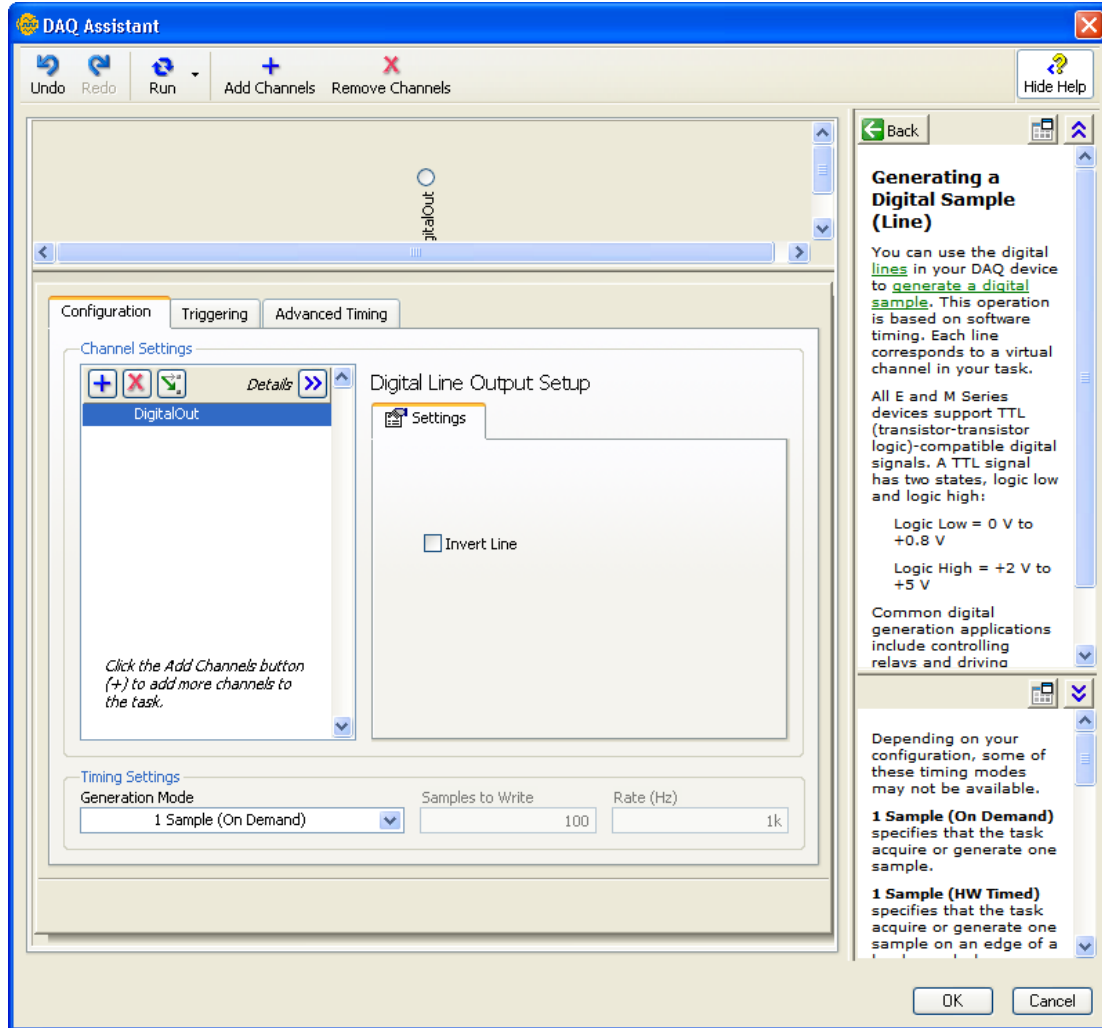 DAQ Assistant
Undo
Redo
Run
Add Channels
Remove Channels
Hide Help
gitalOut
Configuration
Triggering
Advanced Timing
Channel Settings
Details
DigitalOut
Click the Add Channels button
(+) to add more channels to
the task.
Digital Line Output Setup
Settings
Invert Line
Timing Settings
Generation Mode
1 Sample (On Demand)
Samples to Write
100
Rate (Hz)
1k
Back
Generating a
Digital Sample
(Line)
You can use the digital
lines in your DAQ device
to generate a digital
sample. This operation
is based on software
timing. Each line
corresponds to a virtual
channel in your task.
All E and M Series
devices support TTL
(transistor-transistor
logic)-compatible digital
signals. A TTL signal
has two states, logic low
and logic high:
Logic Low = 0 V to
+0.8 V
Logic High = +2 V to
+5 V
Common digital
generation applications
include controlling
relays and driving
Depending on your
configuration, some of
these timing modes
may not be available.
1 Sample (On Demand)
specifies that the task
acquire or generate one
sample.
1 Sample (HW Timed)
specifies that the task
acquire or generate one
sample on an edge of a
OK
Cancel